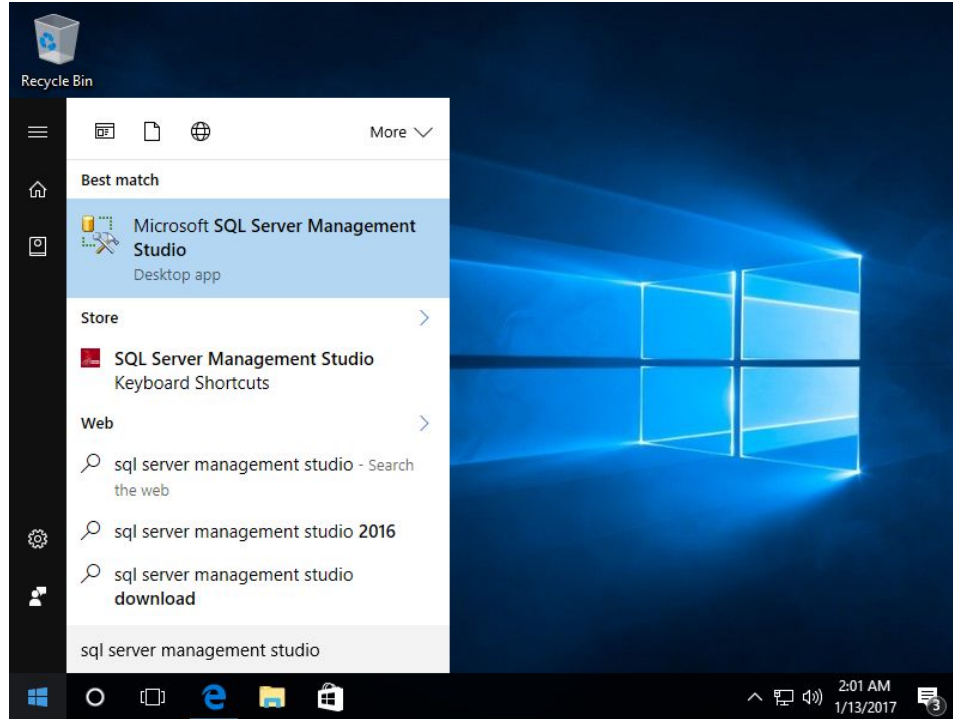 Recycle Bin
More
Best match
Microsoft SQL Server Management
Studio
Desktop app
Store
SQL Server Management Studio
Keyboard Shortcuts
Web
sql server management studio - Search
the web
sql server management studio 2016
sql server management studio
download
sql server management studio
2:01 AM
1/13/2017
3